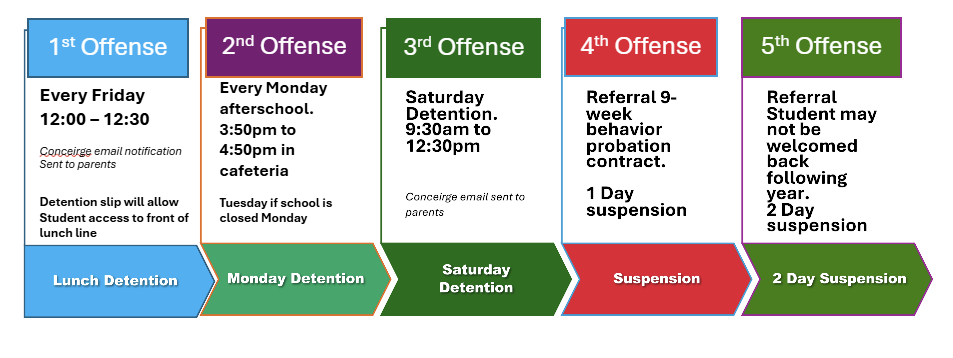 1st Offense
Every Friday
12:00 – 12:30
Conceirge email notification
Sent to parents
Detention slip will allow
Student access to front of
lunch line
Lunch Detention
2nd Offense
Every Monday
afterschool.
3:50pm to
4:50pm in
cafeteria
Tuesday if school is
closed Monday
Monday Detention
3rd Offense
Saturday
Detention.
9:30am to
12:30pm
Conceirge email sent to
parents
Saturday
Detention
4th Offense
Referral 9-
week
behavior
probation
contract.
1 Day
suspension
Suspension
5th Offense
Referral
Student may
not be
welcomed
back
following
year.
2 Day
suspension
2 Day Suspension